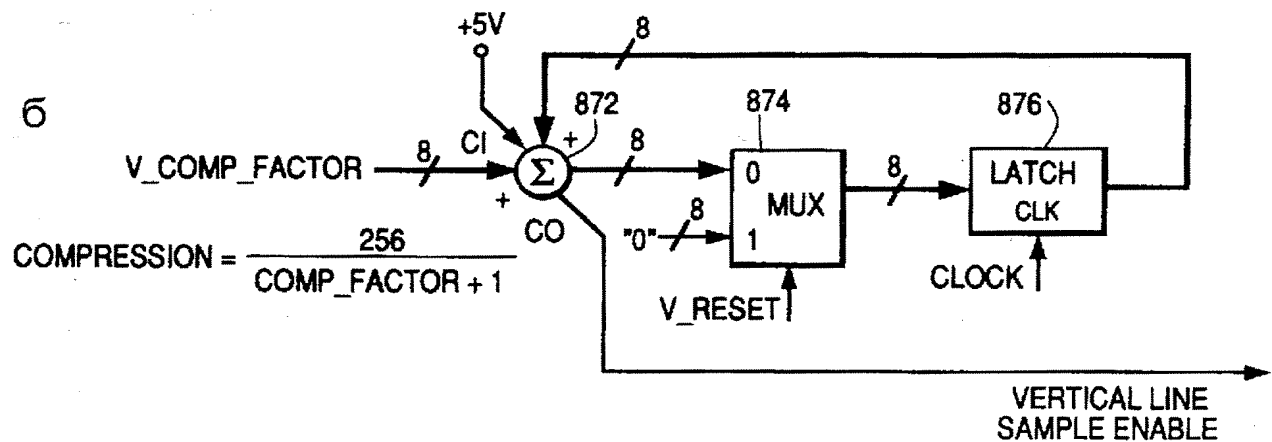 +5V
8
б
872
874
876
CI
+
8
8
V_COMP_FACTOR
8
Σ
0
LATCH
MUX
CLK
+
CO
"0"
8
1
COMPRESSION = 256 / COMP_FACTOR + 1
V_RESET
CLOCK
VERTICAL LINE
SAMPLE ENABLE